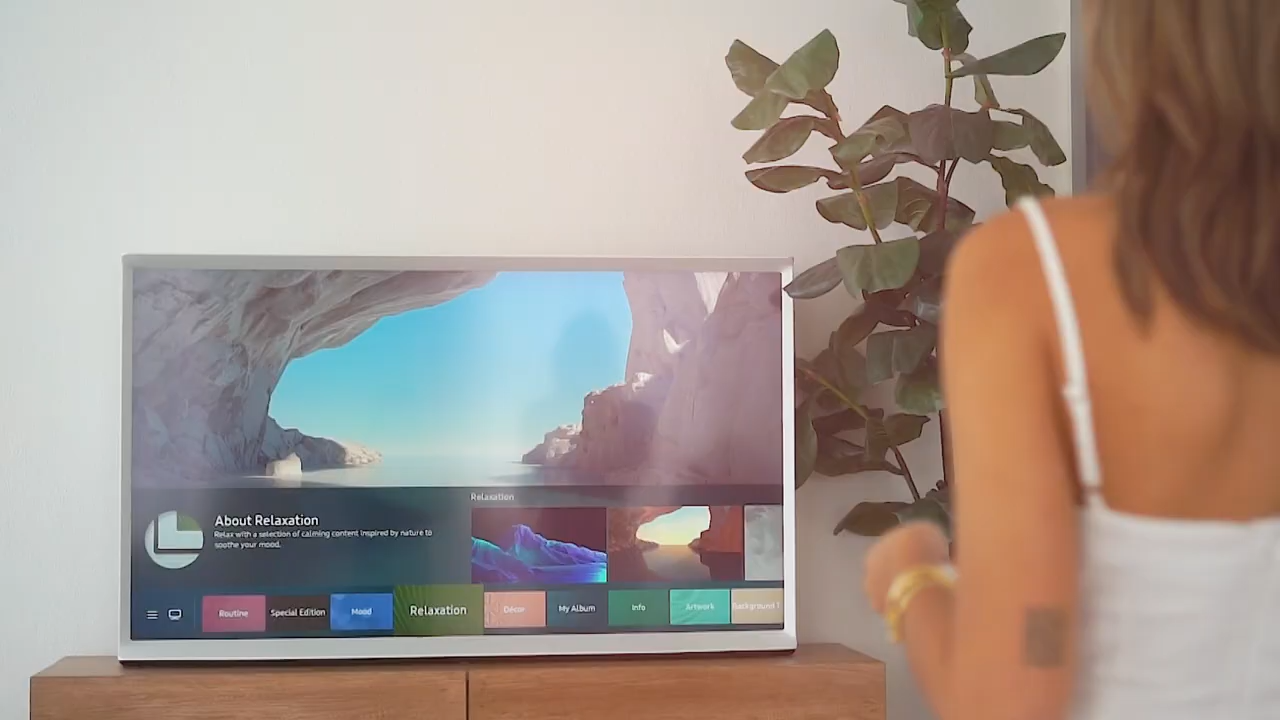 Relaxation
About Relaxation
Relax with a selection of calming content inspired by nature to
soothe your mood.
Routine
Special Edition
Mood
Relaxation
Décor
My Album
Info
Artwork
Background T